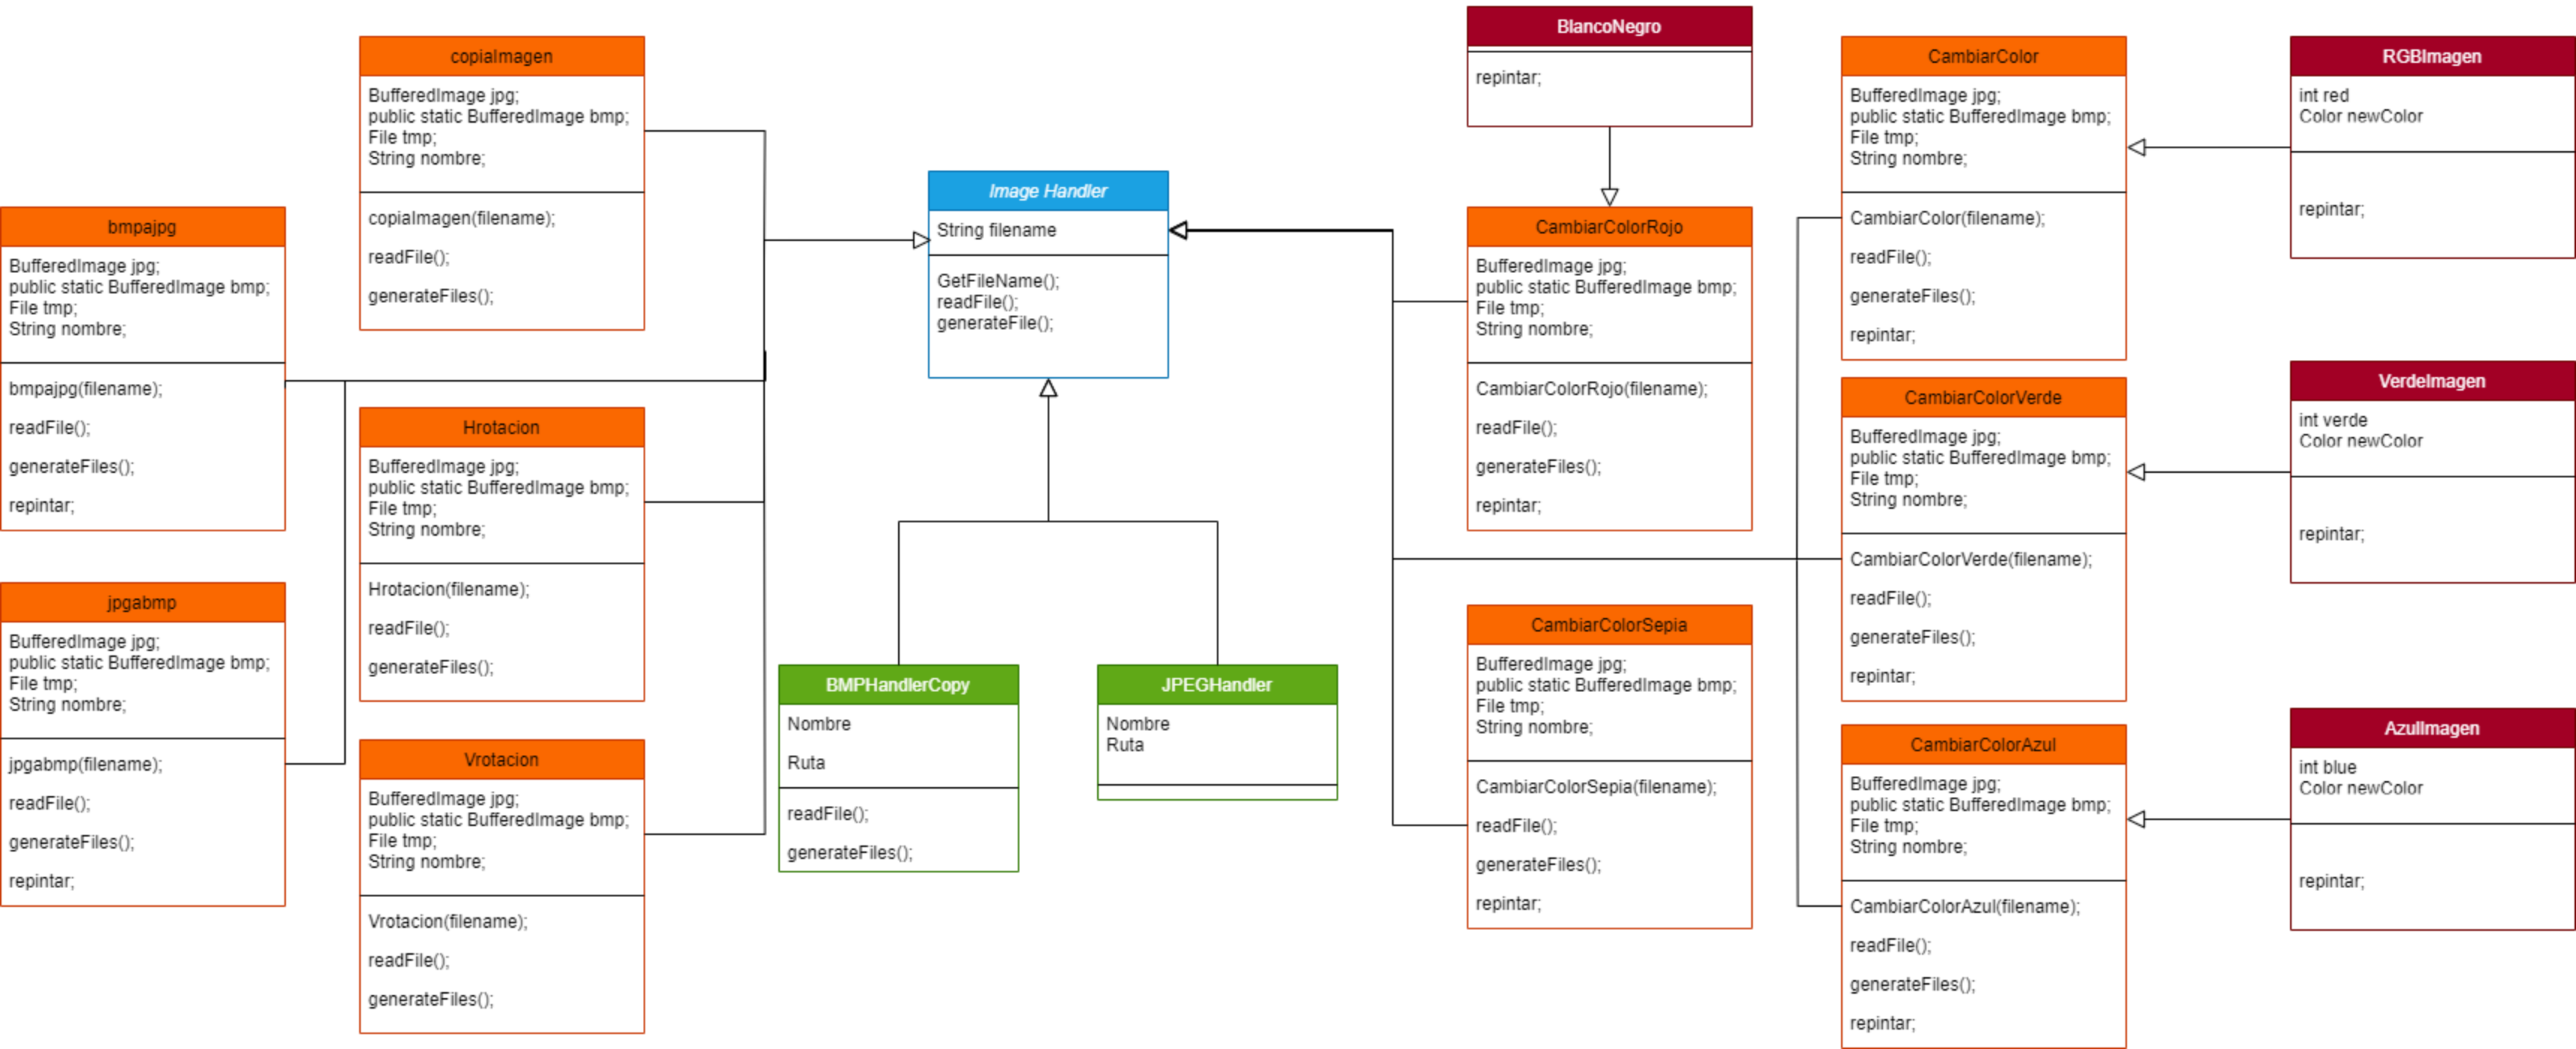 copiaImagen
BufferedImage jpg;
public static BufferedImage bmp;
File tmp;
String nombre;
copiaImagen(filename);
readFile();
generateFiles();
bmpajpg
BufferedImage jpg;
public static BufferedImage bmp;
File tmp;
String nombre;
bmpajpg(filename);
readFile();
generateFiles();
repintar;
jpgabmp
BufferedImage jpg;
public static BufferedImage bmp;
File tmp;
String nombre;
jpgabmp(filename);
readFile();
generateFiles();
repintar;
Hrotacion
BufferedImage jpg;
public static BufferedImage bmp;
File tmp;
String nombre;
Hrotacion(filename);
readFile();
generateFiles();
Vrotacion
BufferedImage jpg;
public static BufferedImage bmp;
File tmp;
String nombre;
Vrotacion(filename);
readFile();
generateFiles();
Image Handler
String filename
GetFileName();
readFile();
generateFile();
BMPHandlerCopy
Nombre
Ruta
readFile();
generateFiles();
JPEGHandler
Nombre
Ruta
BlancoNegro
repintar;
CambiarColorRojo
BufferedImage jpg;
public static BufferedImage bmp;
File tmp;
String nombre;
CambiarColorRojo(filename);
readFile();
generateFiles();
repintar;
CambiarColorSepia
BufferedImage jpg;
public static BufferedImage bmp;
File tmp;
String nombre;
CambiarColorSepia(filename);
readFile();
generateFiles();
repintar;
CambiarColor
BufferedImage jpg;
public static BufferedImage bmp;
File tmp;
String nombre;
CambiarColor(filename);
readFile();
generateFiles();
repintar;
CambiarColorVerde
BufferedImage jpg;
public static BufferedImage bmp;
File tmp;
String nombre;
CambiarColorVerde(filename);
readFile();
generateFiles();
repintar;
CambiarColorAzul
BufferedImage jpg;
public static BufferedImage bmp;
File tmp;
String nombre;
CambiarColorAzul(filename);
readFile();
generateFiles();
repintar;
RGBImagen
int red
Color newColor
repintar;
VerdeImagen
int verde
Color newColor
repintar;
AzulImagen
int blue
Color newColor
repintar;